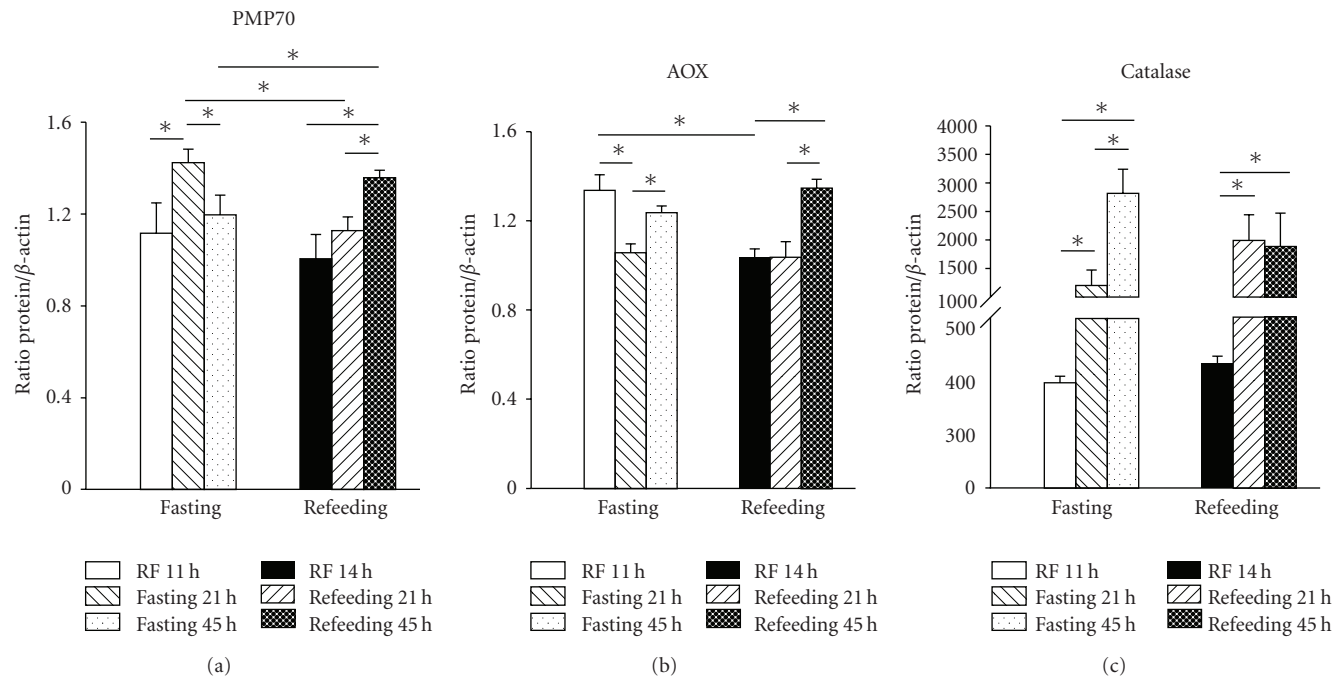 PMP70
Ratio protein/β-actin
1.6
1.2
0.8
0.4
0
*
*
*
*
*
*
Fasting
Refeeding
RF 11 h
RF 14 h
Fasting 21 h
Refeeding 21 h
Fasting 45 h
Refeeding 45 h
(a)
AOX
Ratio protein/β-actin
1.6
1.2
0.8
0.4
0
*
*
*
*
*
Fasting
Refeeding
RF 11 h
RF 14 h
Fasting 21 h
Refeeding 21 h
Fasting 45 h
Refeeding 45 h
(b)
Catalase
Ratio protein/β-actin
4000
3500
3000
2500
2000
1500
1000
500
400
300
0
*
*
*
*
*
Fasting
Refeeding
RF 11 h
RF 14 h
Fasting 21 h
Refeeding 21 h
Fasting 45 h
Refeeding 45 h
(c)